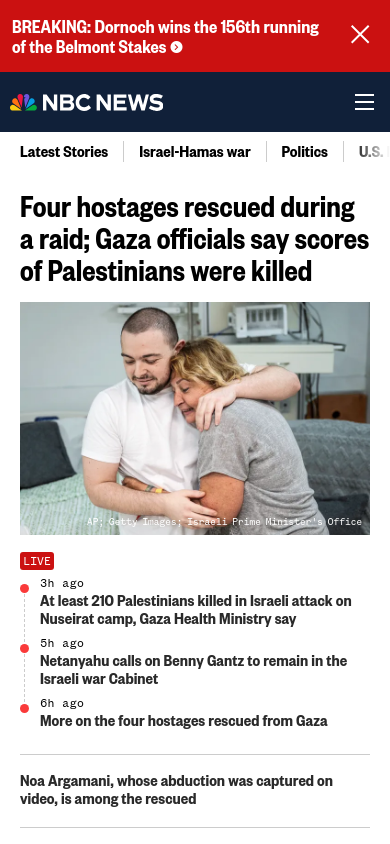 BREAKING: Dornoch wins the 156th running
of the Belmont Stakes
NBC NEWS
Latest Stories
Israel-Hamas war
Politics
U.S.
Four hostages rescued during
a raid; Gaza officials say scores
of Palestinians were killed
AP; Getty Images; Israeli Prime Minister's Office
LIVE
3h ago
At least 210 Palestinians killed in Israeli attack on
Nuseirat camp, Gaza Health Ministry say
5h ago
Netanyahu calls on Benny Gantz to remain in the
Israeli war Cabinet
6h ago
More on the four hostages rescued from Gaza
Noa Argamani, whose abduction was captured on
video, is among the rescued